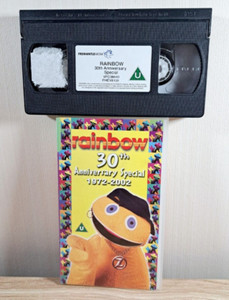 RAINBOW
30th Anniversary
Special
U
rainbow
30th
Anniversary Special
1972-2002
U
Z